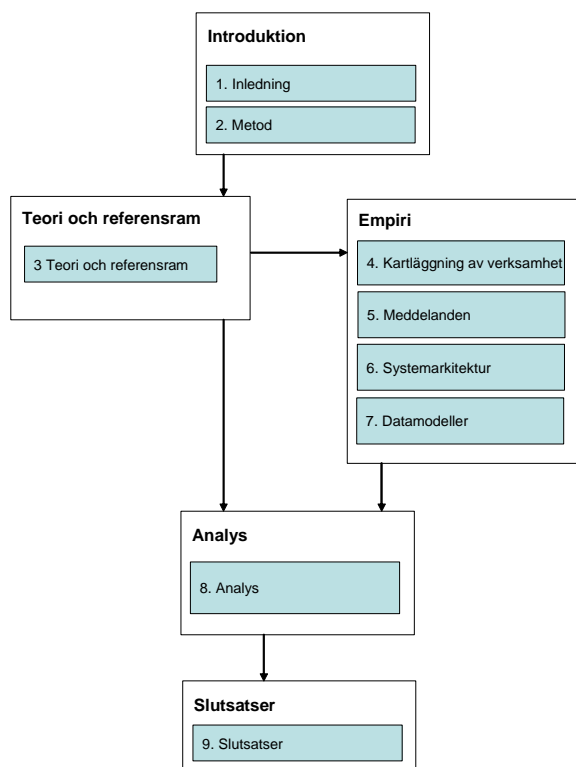 Introduktion
1. Inledning
2. Metod
Teori och referensram
3 Teori och referensram
Empiri
4. Kartläggning av verksamhet
5. Meddelanden
6. Systemarkitektur
7. Datamodeller
Analys
8. Analys
Slutsatser
9. Slutsatser